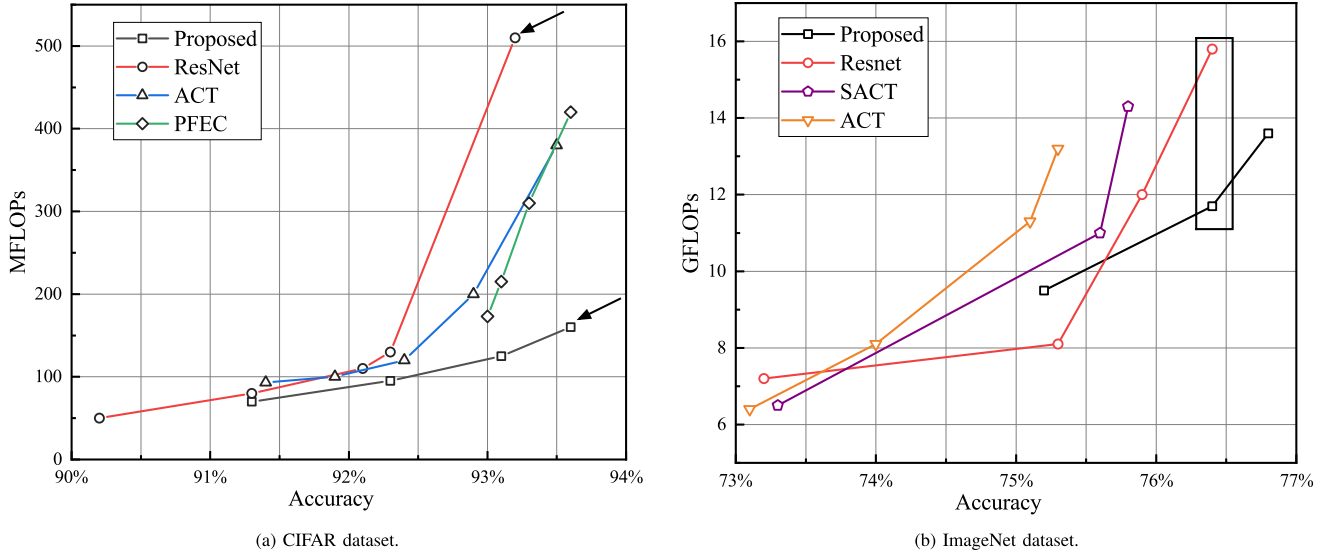 500
400
300
200
100
0
MFLOPs
Proposed
ResNet
ACT
PFEC
90% 91% 92% 93% 94%
Accuracy
(a) CIFAR dataset.
16
14
12
10
8
6
GFLOPs
Proposed
Resnet
SACT
ACT
73% 74% 75% 76% 77%
Accuracy
(b) ImageNet dataset.